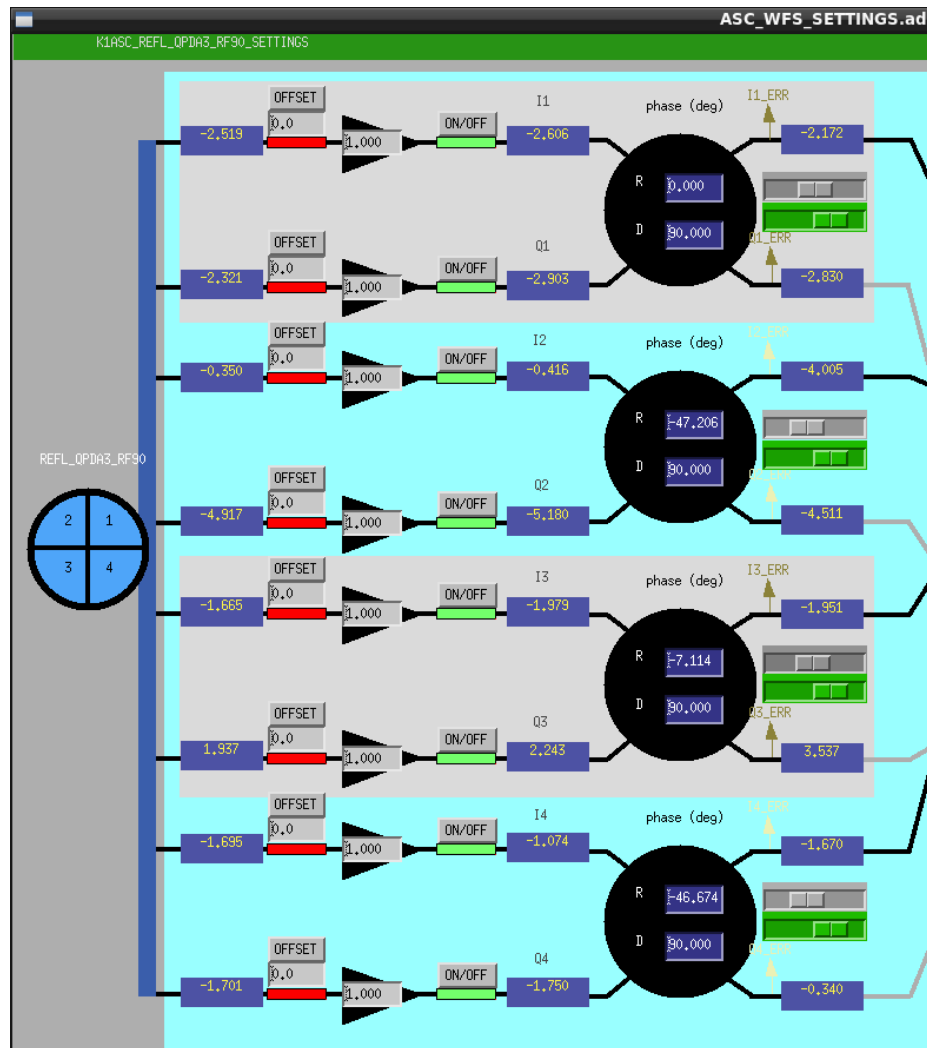 ASC_WFS_SETTINGS.ad
K1ASC_REFL_QPDA3_RF90_SETTINGS
OFFSET
0.0
-2.519
1.000
ON/OFF
I1
-2.606
phase (deg)
R 0.000
D 90.000
I1_ERR
-2.172
OFFSET
0.0
-2.321
1.000
ON/OFF
Q1
-2.903
Q1_ERR
-2.830
OFFSET
0.0
-0.350
1.000
ON/OFF
I2
-0.416
phase (deg)
R -47.206
D 90.000
I2_ERR
-4.005
REFL_QPDA3_RF90
2 1
3 4
OFFSET
0.0
-4.917
1.000
ON/OFF
Q2
-5.180
Q2_ERR
-4.511
OFFSET
0.0
-1.665
1.000
ON/OFF
I3
-1.979
phase (deg)
R -7.114
D 90.000
I3_ERR
-1.951
OFFSET
0.0
1.937
1.000
ON/OFF
Q3
2.243
Q3_ERR
3.537
OFFSET
0.0
-1.695
1.000
ON/OFF
I4
-1.074
phase (deg)
R -46.674
D 90.000
I4_ERR
-1.670
OFFSET
0.0
-1.701
1.000
ON/OFF
Q4
-1.750
Q4_ERR
-0.340